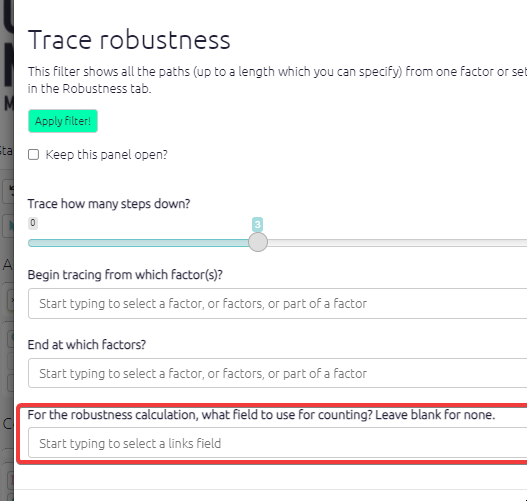 Trace robustness
This filter shows all the paths (up to a length which you can specify) from one factor or set
in the Robustness tab.
Apply filter!
Keep this panel open?
Trace how many steps down?
0
3
Begin tracing from which factor(s)?
Start typing to select a factor, or factors, or part of a factor
End at which factors?
Start typing to select a factor, or factors, or part of a factor
For the robustness calculation, what field to use for counting? Leave blank for none.
Start typing to select a links field